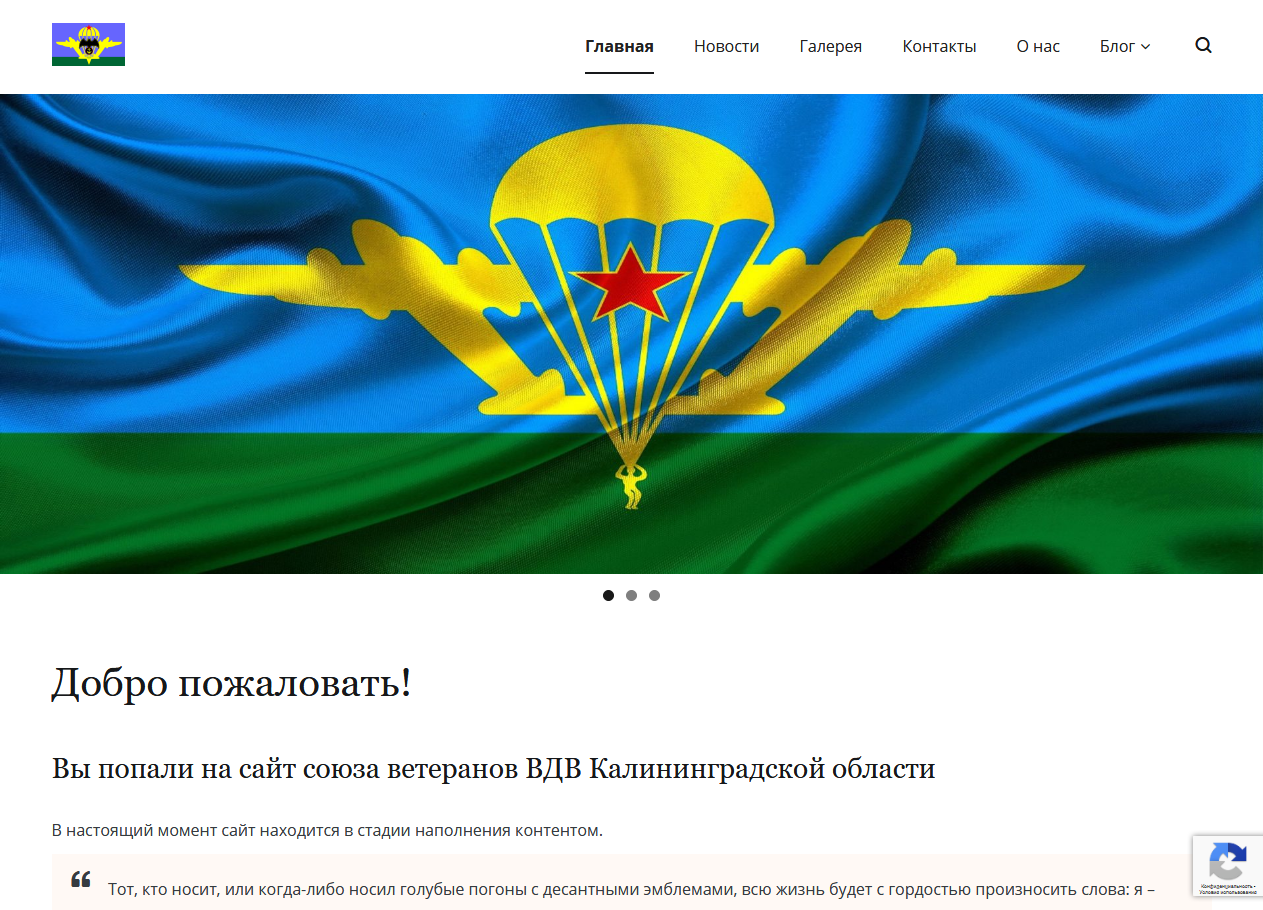 Главная Новости Галерея Контакты О нас Блог
Добро пожаловать!
Вы попали на сайт союза ветеранов ВДВ Калининградской области
В настоящий момент сайт находится в стадии наполнения контентом.
❝ Тот, кто носит, или когда-либо носил голубые погоны с десантными эмблемами, всю жизнь будет с гордостью произносить слова: я –
Конфиденциальность -
Условия использования